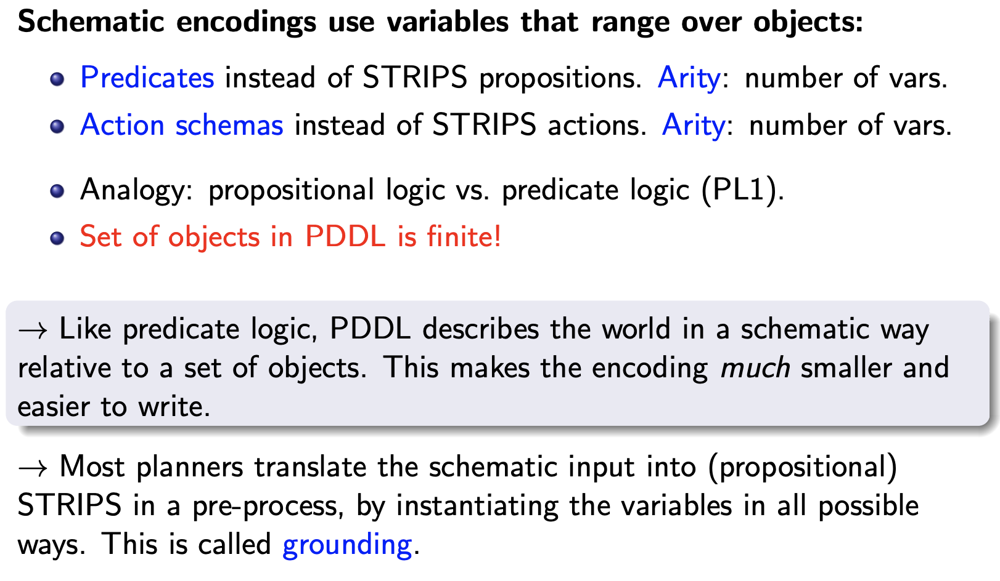 Schematic encodings use variables that range over objects:
Predicates instead of STRIPS propositions. Arity: number of vars.
Action schemas instead of STRIPS actions. Arity: number of vars.
Analogy: propositional logic vs. predicate logic (PL1).
Set of objects in PDDL is finite!
→ Like predicate logic, PDDL describes the world in a schematic way
relative to a set of objects. This makes the encoding much smaller and
easier to write.
→ Most planners translate the schematic input into (propositional)
STRIPS in a pre-process, by instantiating the variables in all possible
ways. This is called grounding.